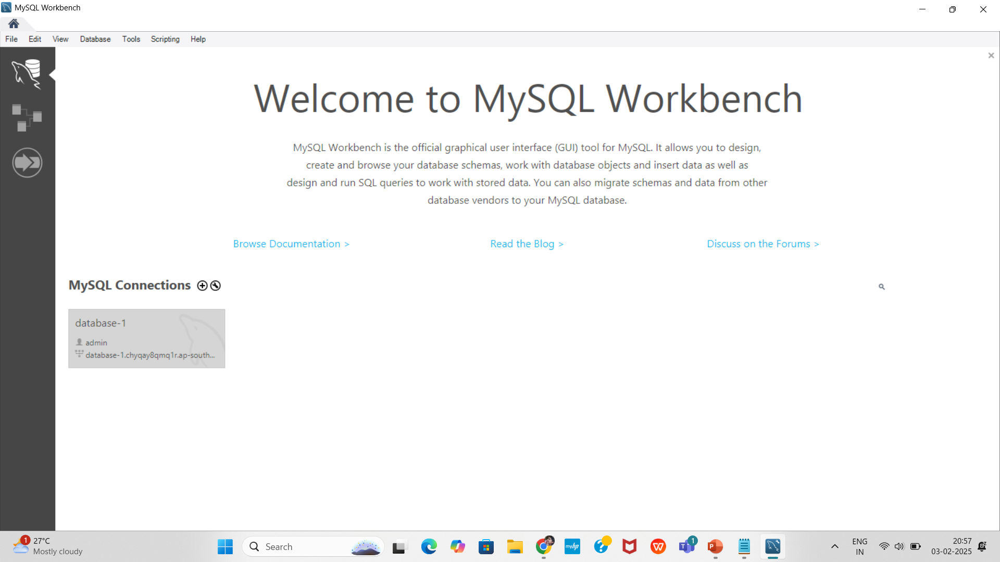 MySQL Workbench
File Edit View Database Tools Scripting Help
Welcome to MySQL Workbench
MySQL Workbench is the official graphical user interface (GUI) tool for MySQL. It allows you to design,
create and browse your database schemas, work with database objects and insert data as well as
design and run SQL queries to work with stored data. You can also migrate schemas and data from other
database vendors to your MySQL database.
Browse Documentation >
Read the Blog >
Discuss on the Forums >
MySQL Connections
database-1
admin
database-1.chyqay8qmq1r.ap-south...
1
27°C
Mostly cloudy
Search
myhp
1
P
ENG
IN
20:57
03-02-2025